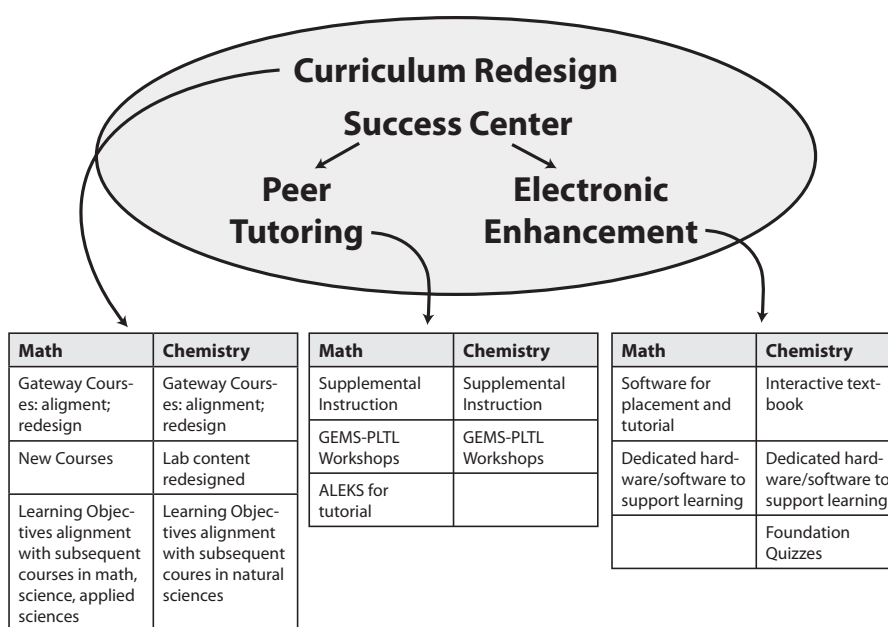 Curriculum Redesign
Success Center
Peer
Tutoring
Electronic
Enhancement
Math
Chemistry
Gateway Cours-
es: aligment;
redesign
Gateway Cours-
es: alignment;
redesign
New Courses
Lab content
redesigned
Learning Objec-
tives alignment
with subsequent
courses in math,
science, applied
sciences
Learning Objec-
tives alignment
with subsequent
coures in natural
sciences
Math
Chemistry
Supplemental
Instruction
Supplemental
Instruction
GEMS-PLTL
Workshops
GEMS-PLTL
Workshops
ALEKS for
tutorial
Math
Chemistry
Software for
placement and
tutorial
Interactive text-
book
Dedicated hard-
ware/software to
support learning
Dedicated hard-
ware/software to
support learning
Foundation
Quizzes